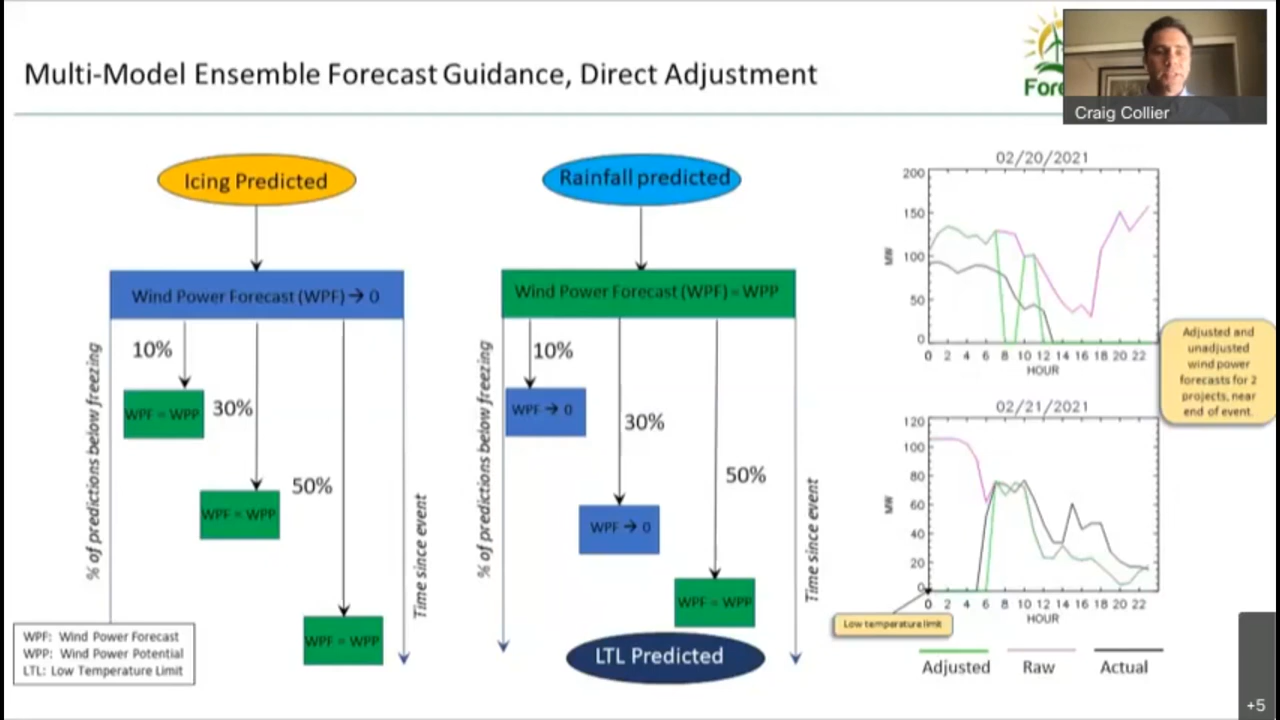 Multi-Model Ensemble Forecast Guidance, Direct Adjustment
Fore
Craig Collier
Icing Predicted
Wind Power Forecast (WPF) → 0
% of predictions below freezing
10%
WPF = WPP
30%
WPF = WPP
50%
WPF = WPP
Time since event
WPF: Wind Power Forecast
WPP: Wind Power Potential
LTL: Low Temperature Limit
Rainfall predicted
Wind Power Forecast (WPF) = WPP
% of predictions below freezing
10%
WPF → 0
30%
WPF → 0
50%
WPF = WPP
Time since event
LTL Predicted
02/20/2021
200
150
100
50
0
MW
0 2 4 6 8 10 12 14 16 18 20 22
HOUR
Adjusted and
unadjusted
wind power
forecasts for 2
projects, near
end of event.
02/21/2021
120
100
80
60
40
20
0
MW
0 2 4 6 8 10 12 14 16 18 20 22
HOUR
Low temperature limit
Adjusted
Raw
Actual
+5